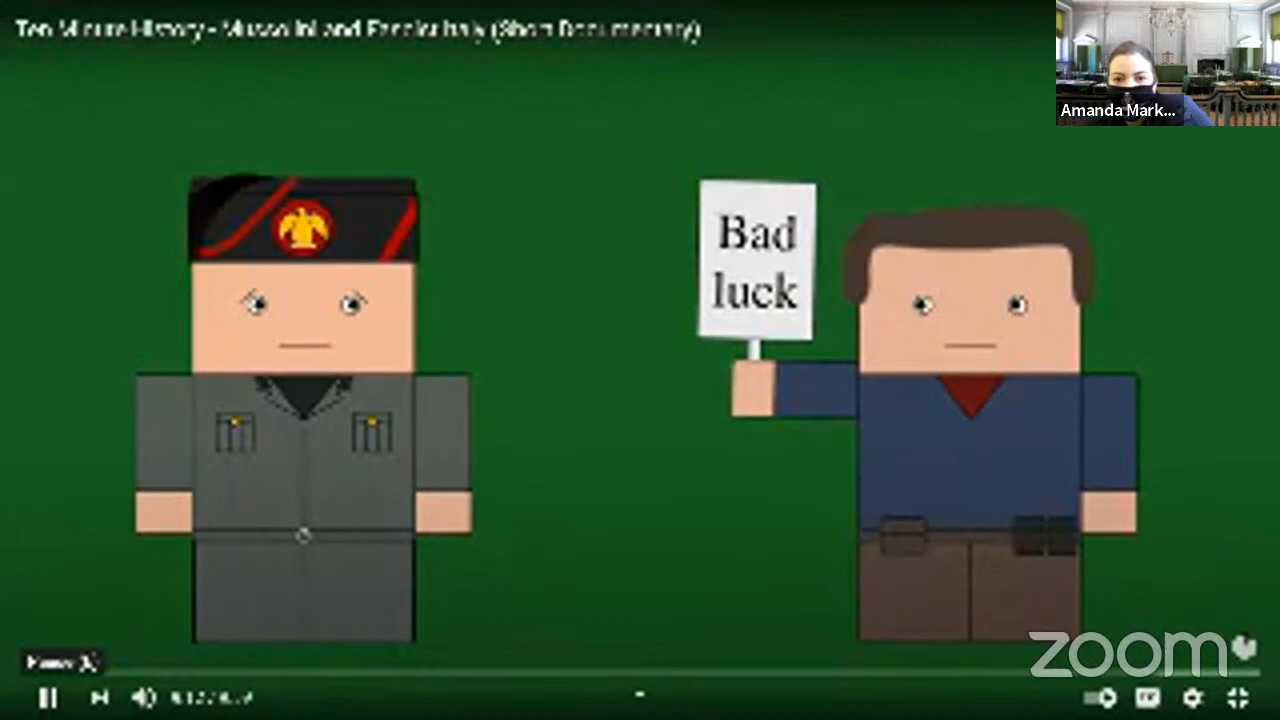 Ten Minute History - Mussolini and Fascist Italy (Short Documentary)
Amanda Mark...
Bad
luck
zoom